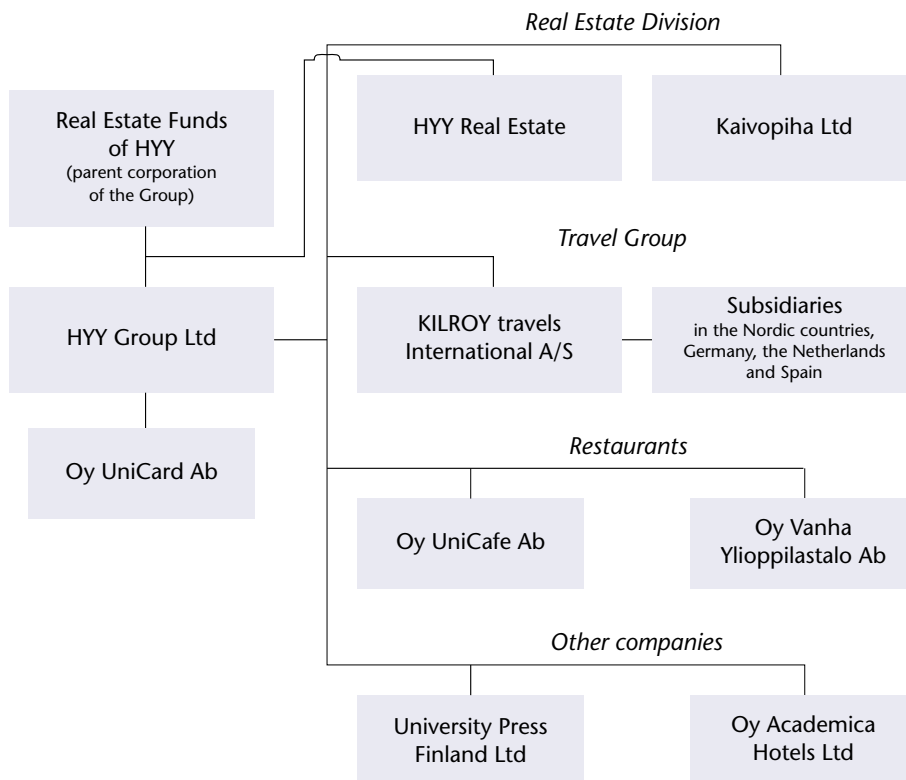 Real Estate Division
Real Estate Funds
of HYY
(parent corporation
of the Group)
HYY Real Estate
Kaivopiha Ltd
Travel Group
HYY Group Ltd
KILROY travels
International A/S
Subsidiaries
in the Nordic countries,
Germany, the Netherlands
and Spain
Oy UniCard Ab
Restaurants
Oy UniCafe Ab
Oy Vanha
Ylioppilastalo Ab
Other companies
University Press
Finland Ltd
Oy Academica
Hotels Ltd